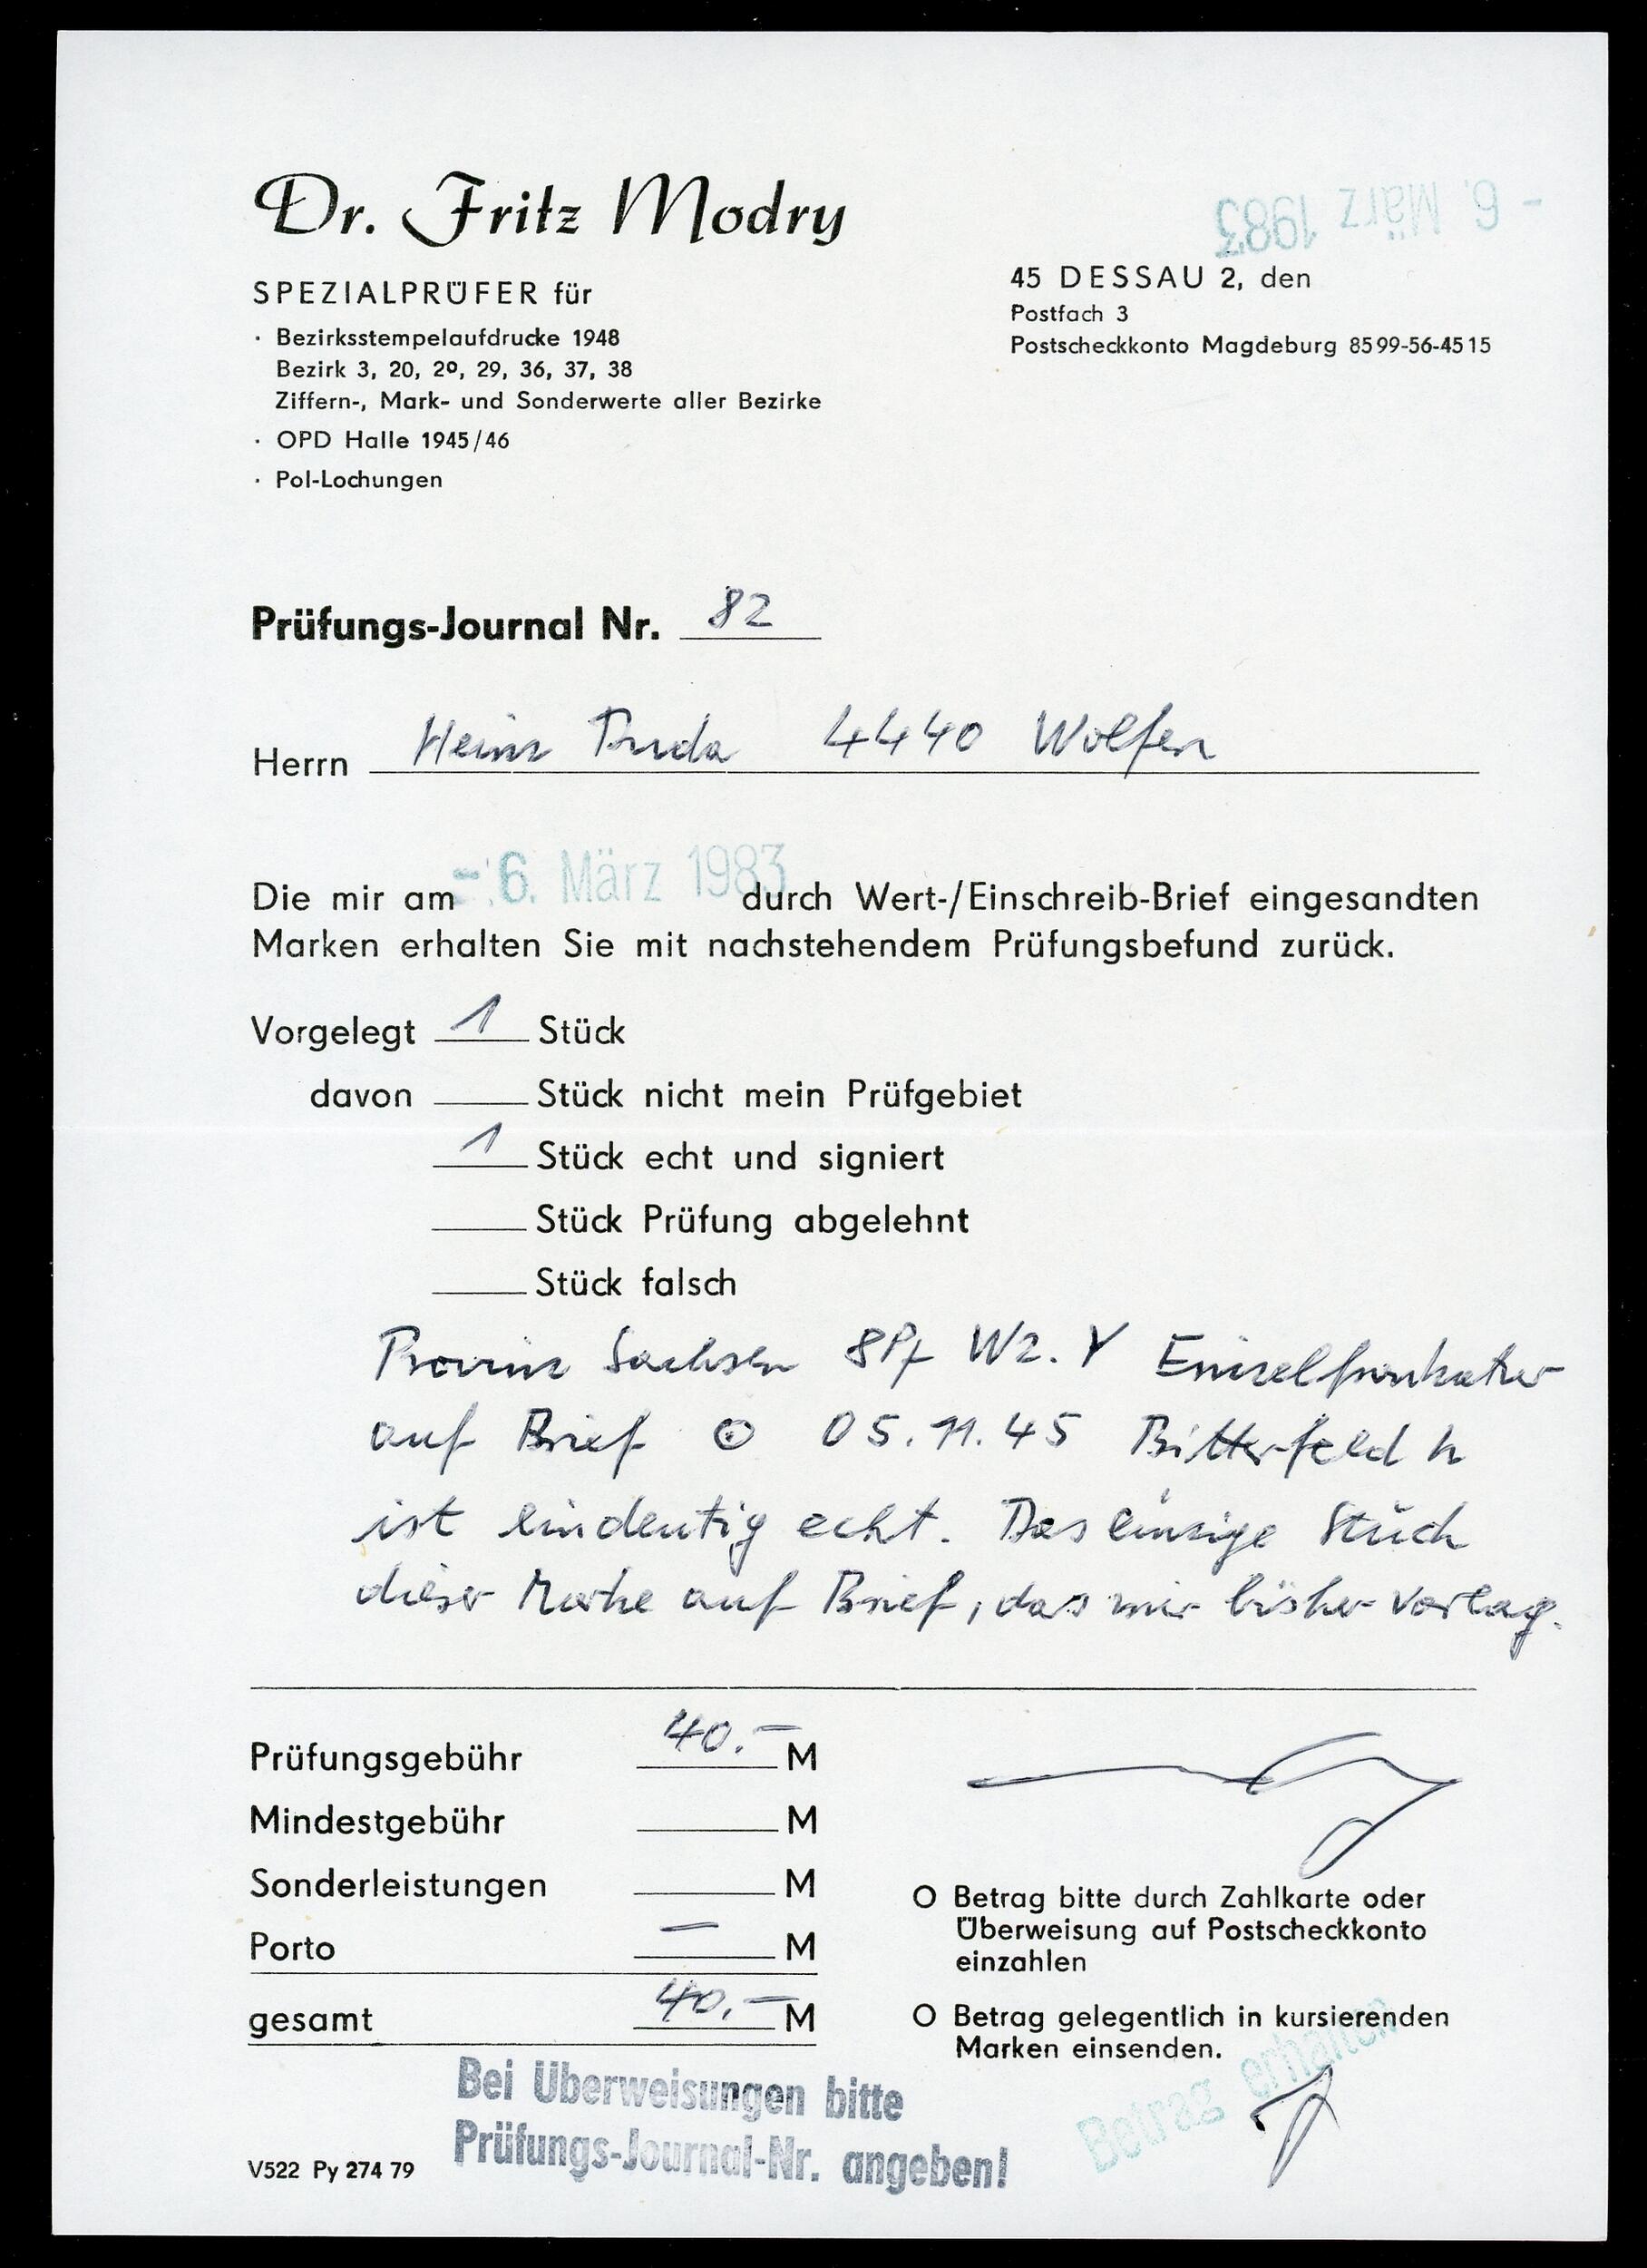 Dr. Fritz Modry
- 6. März 1983
SPEZIALPRÜFER für
45 DESSAU 2, den
Postfach 3
Postscheckkonto Magdeburg 8599-56-4515
· Bezirksstempelaufdrucke 1948
Bezirk 3, 20, 29, 29, 36, 37, 38
Ziffern-, Mark- und Sonderwerte aller Bezirke
· OPD Halle 1945/46
· Pol-Lochungen
Prüfungs-Journal Nr. 82
Herrn Heinz 4440 Wolfen
Die mir am - 6. März 1983 durch Wert-/Einschreib-Brief eingesandten
Marken erhalten Sie mit nachstehendem Prüfungsbefund zurück.
Vorgelegt 1 Stück
davon Stück nicht mein Prüfgebiet
1 Stück echt und signiert
Stück Prüfung abgelehnt
Stück falsch
Provinz Sachsen 8Pf Wz. Y Einzelfrankatur
auf Brief ⊙ 05.11.45 Bitterfeld h
ist eindeutig echt. Das einzige Stück
dieser Marke auf Brief, das mir bisher vorlag.
Prüfungsgebühr 40.- M
Mindestgebühr M
Sonderleistungen M
Porto — M
gesamt 40,- M
O Betrag bitte durch Zahlkarte oder
Überweisung auf Postscheckkonto
einzahlen
O Betrag gelegentlich in kursierenden
Marken einsenden.
Betrag erhalten
Bei Überweisungen bitte
Prüfungs-Journal-Nr. angeben!
V522 Py 274 79